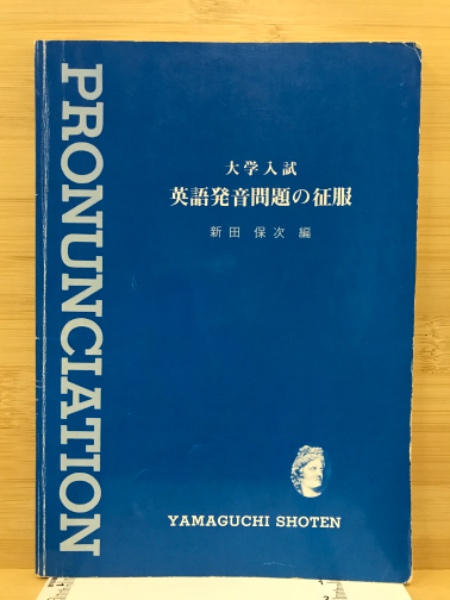 PRONUNCIATION
大学入試
英語発音問題の征服
新田 保次 編
YAMAGUCHI SHOTEN